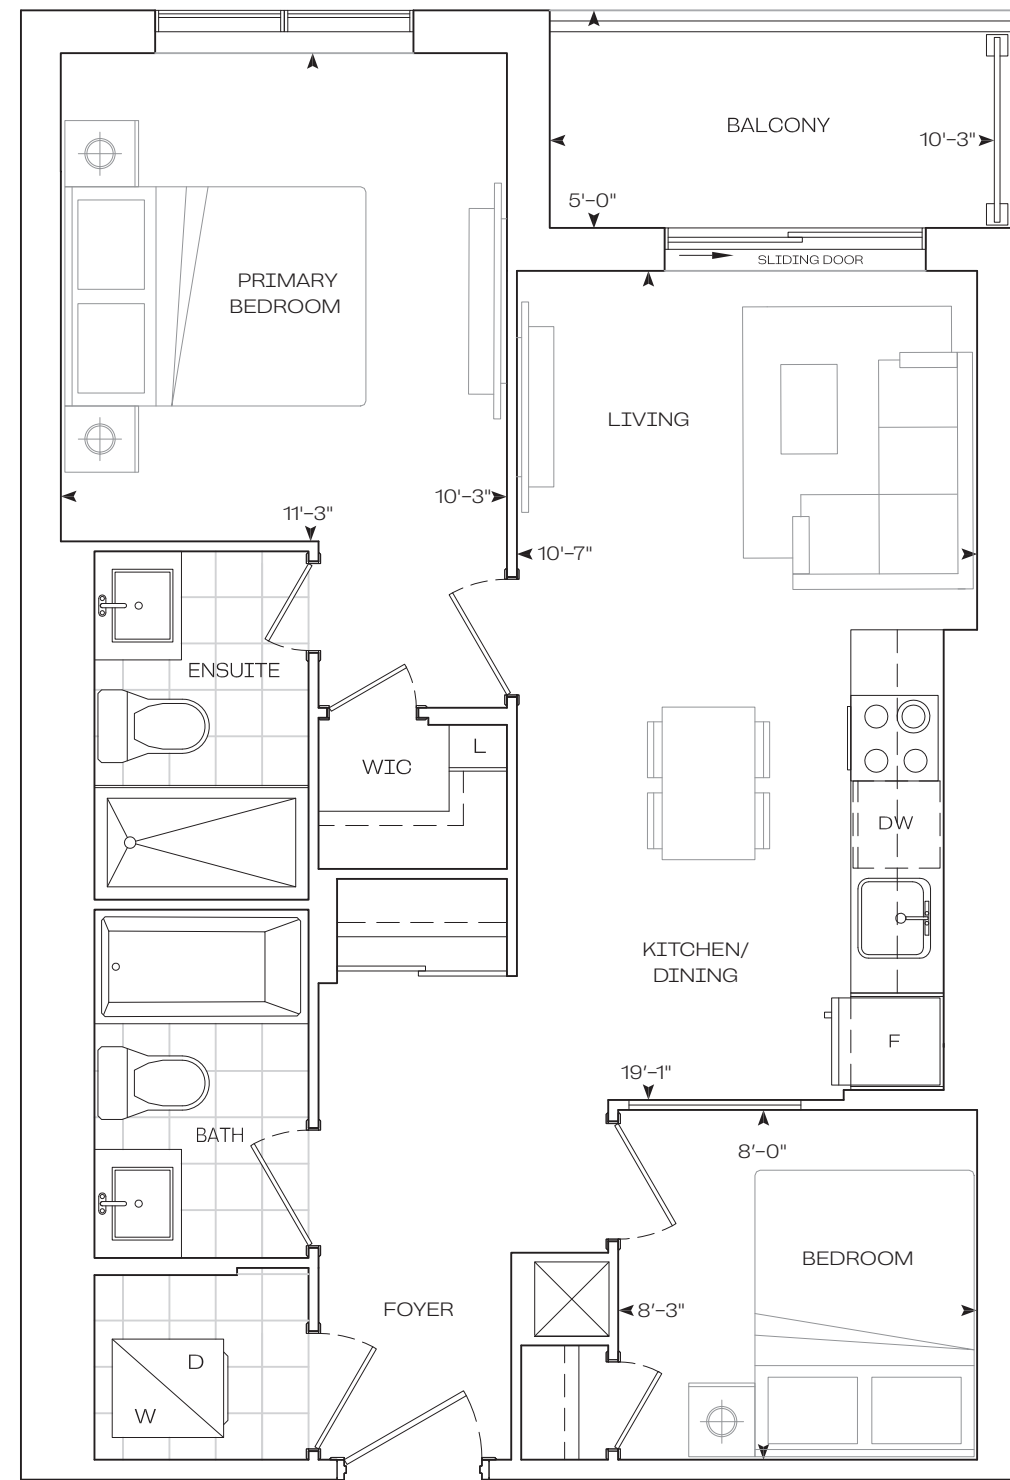 BALCONY
10'-3"
5'-0"
SLIDING DOOR
PRIMARY
BEDROOM
LIVING
10'-3"
11'-3"
10'-7"
ENSUITE
WIC
L
DW
KITCHEN/
DINING
F
19'-1"
BATH
8'-0"
BEDROOM
FOYER
8'-3"
D
W